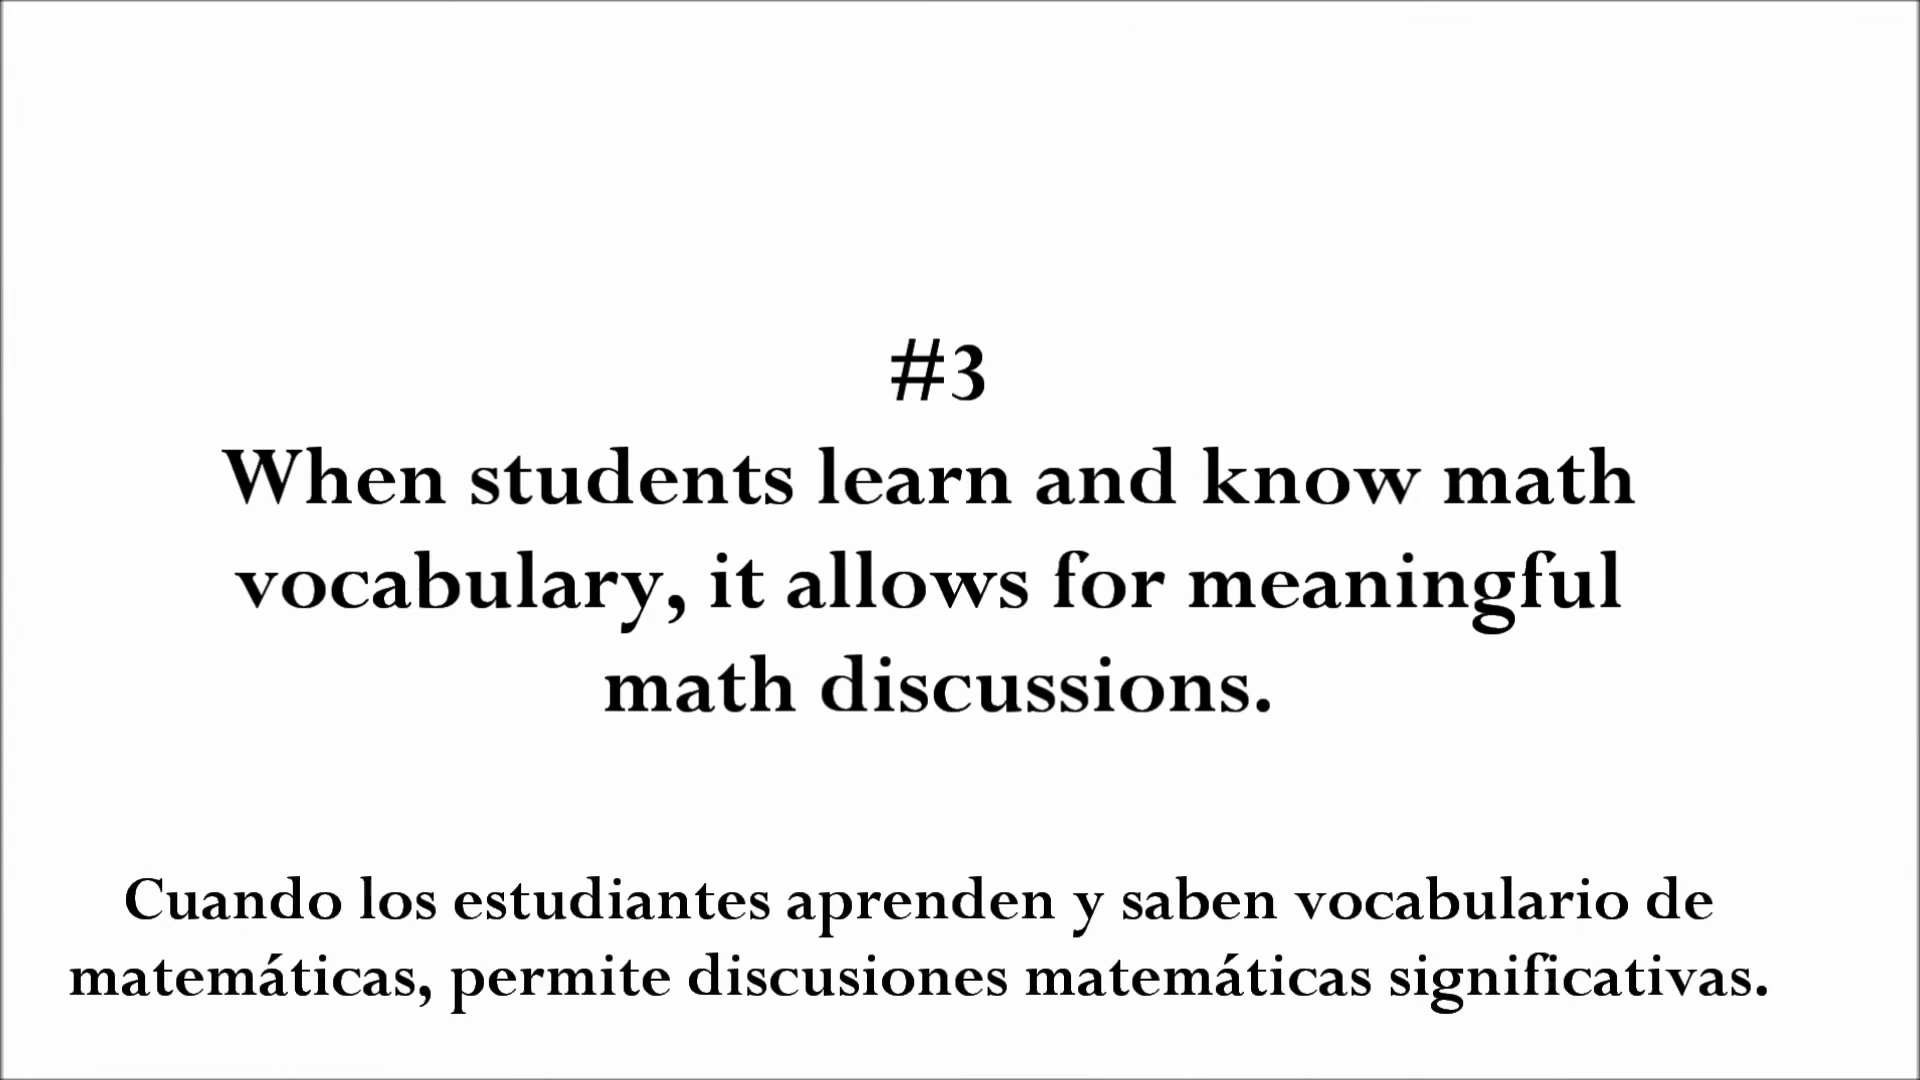 #3
When students learn and know math
vocabulary, it allows for meaningful
math discussions.
Cuando los estudiantes aprenden y saben vocabulario de
matemáticas, permite discusiones matemáticas significativas.